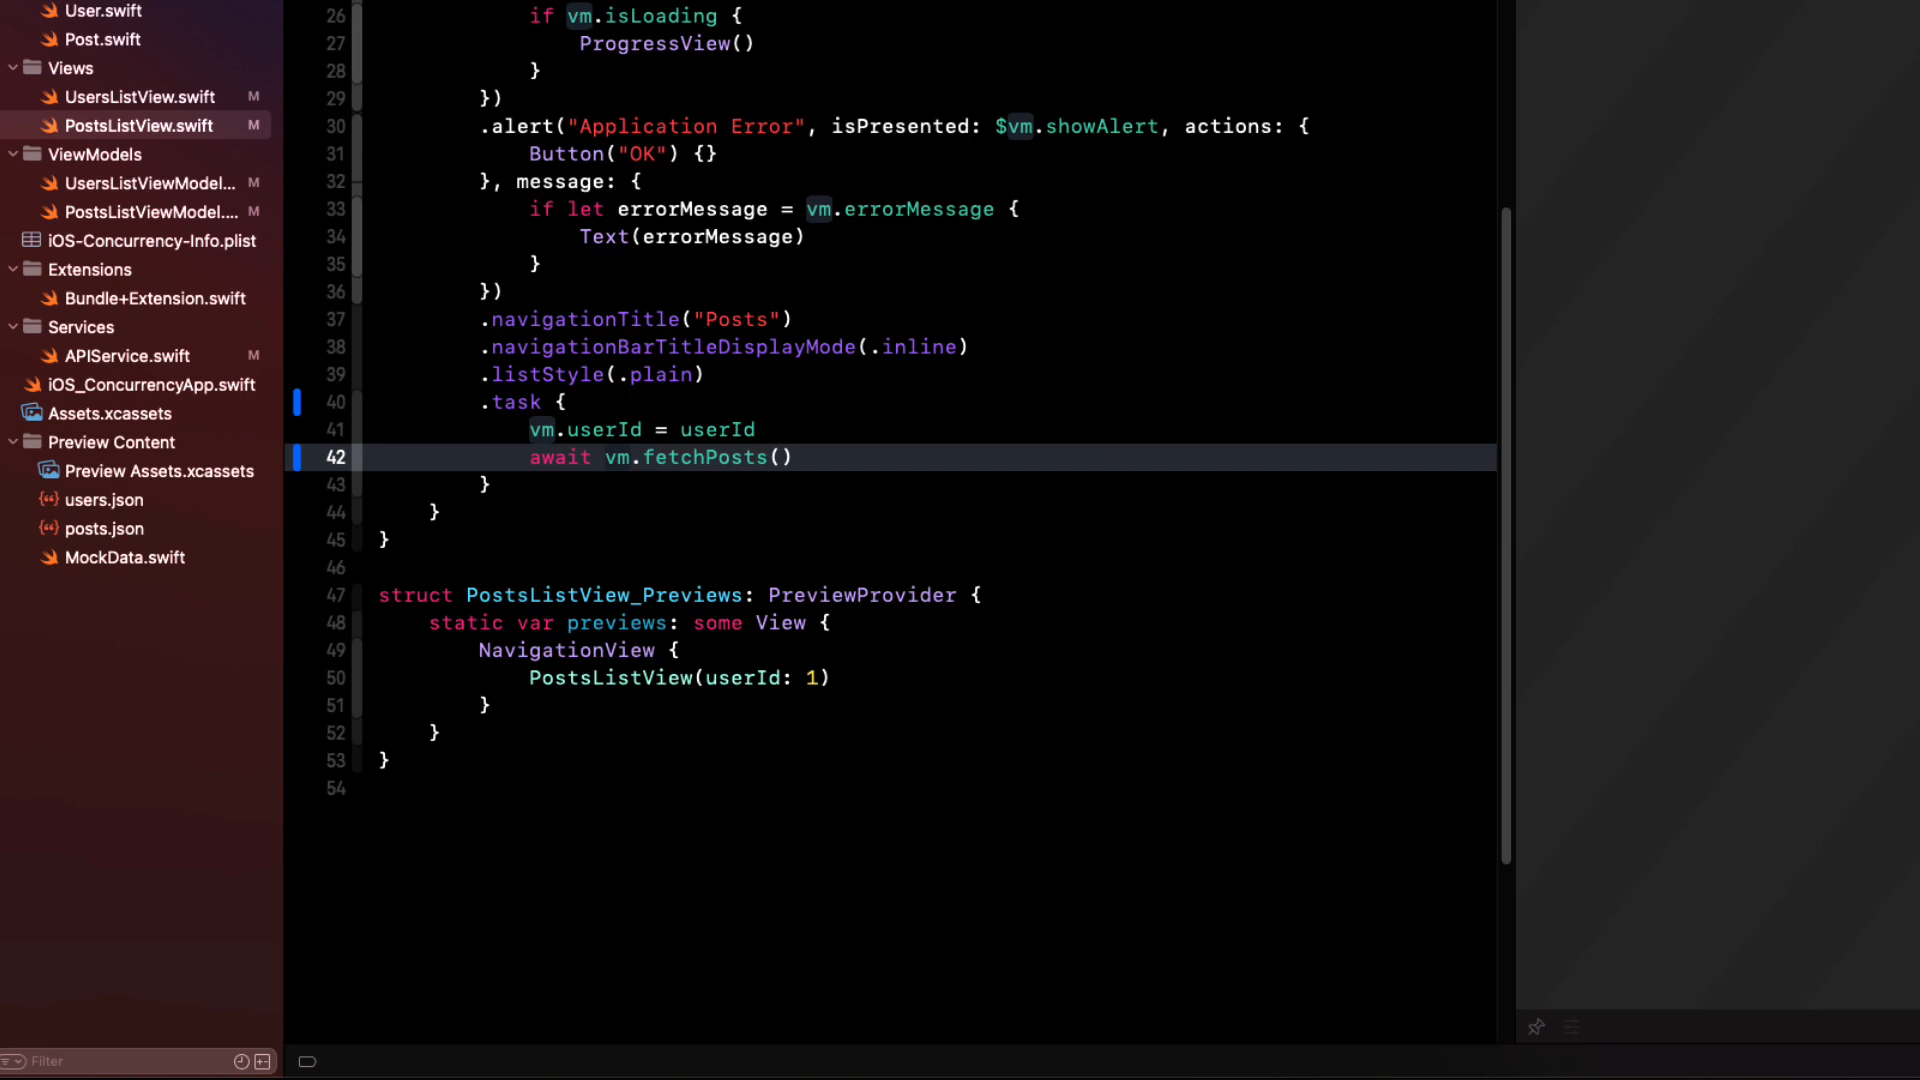 User.swift
Post.swift
Views
UsersListView.swift M
PostsListView.swift M
ViewModels
UsersListViewModel... M
PostsListViewModel.... M
iOS-Concurrency-Info.plist
Extensions
Bundle+Extension.swift
Services
APIService.swift M
iOS_ConcurrencyApp.swift
Assets.xcassets
Preview Content
Preview Assets.xcassets
users.json
posts.json
MockData.swift
Filter
26 if vm.isLoading {
27 ProgressView()
28 }
29 })
30 .alert("Application Error", isPresented: $vm.showAlert, actions: {
31 Button("OK") {}
32 }, message: {
33 if let errorMessage = vm.errorMessage {
34 Text(errorMessage)
35 }
36 })
37 .navigationTitle("Posts")
38 .navigationBarTitleDisplayMode(.inline)
39 .listStyle(.plain)
40 .task {
41 vm.userId = userId
42 await vm.fetchPosts()
43 }
44 }
45 }
46
47 struct PostsListView_Previews: PreviewProvider {
48 static var previews: some View {
49 NavigationView {
50 PostsListView(userId: 1)
51 }
52 }
53 }
54